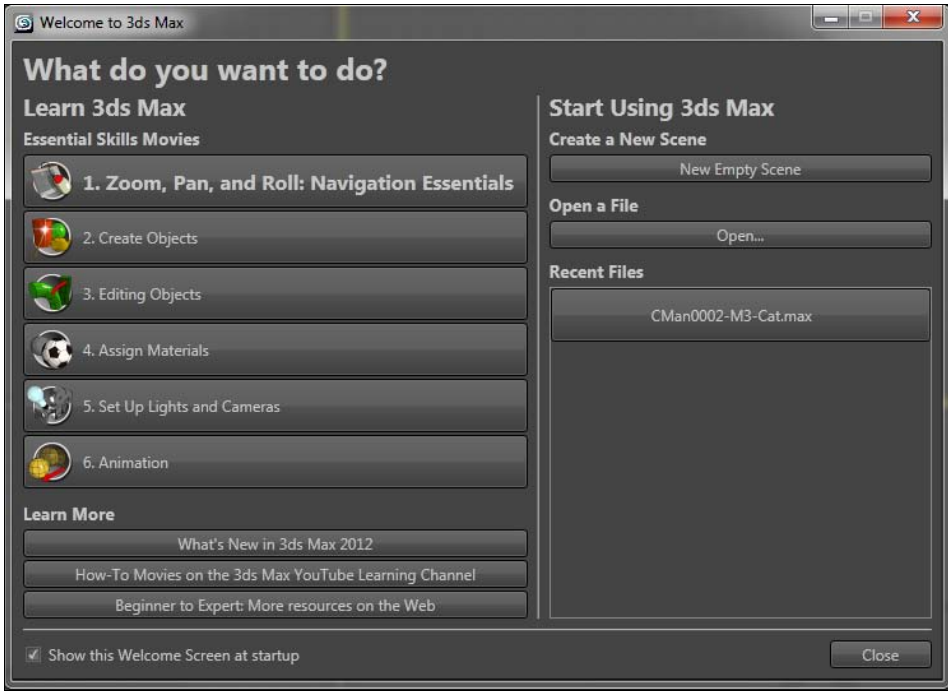 Welcome to 3ds Max
What do you want to do?
Learn 3ds Max
Essential Skills Movies
1. Zoom, Pan, and Roll: Navigation Essentials
2. Create Objects
3. Editing Objects
4. Assign Materials
5. Set Up Lights and Cameras
6. Animation
Learn More
What's New in 3ds Max 2012
How-To Movies on the 3ds Max YouTube Learning Channel
Beginner to Expert: More resources on the Web
Start Using 3ds Max
Create a New Scene
New Empty Scene
Open a File
Open...
Recent Files
CMan0002-M3-Cat.max
Show this Welcome Screen at startup
Close